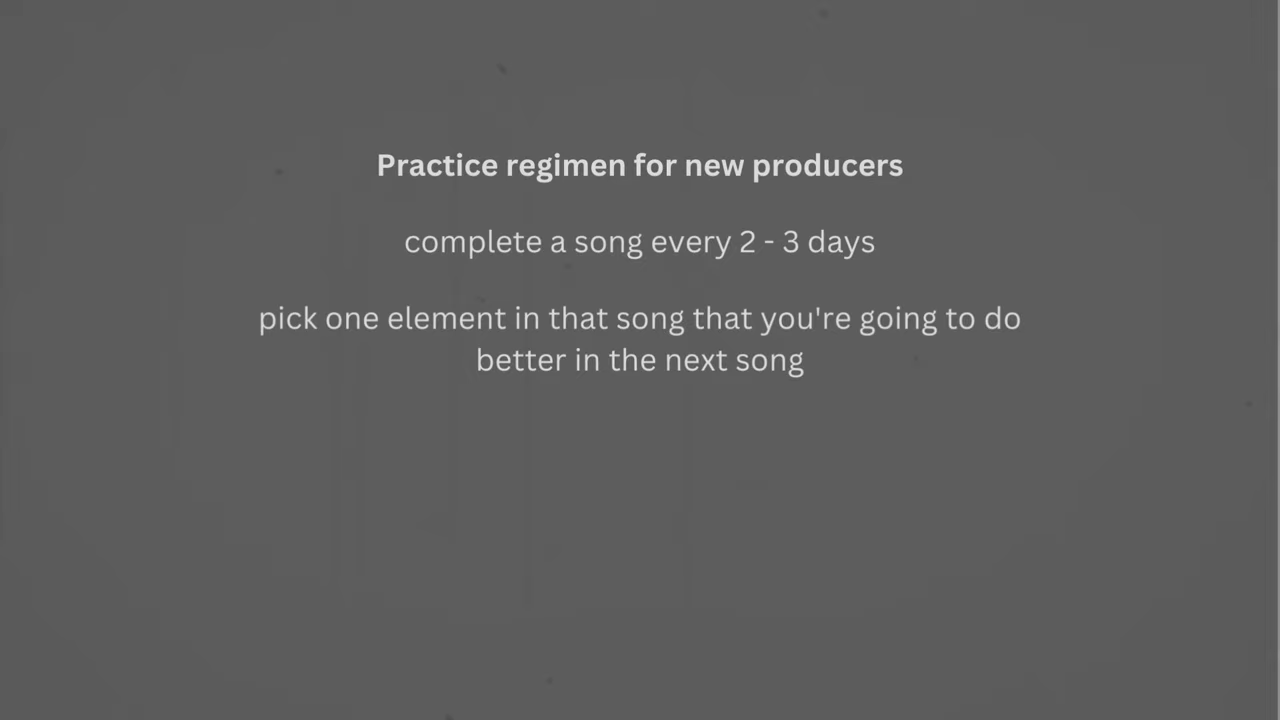 Practice regimen for new producers
complete a song every 2 - 3 days
pick one element in that song that you're going to do
better in the next song